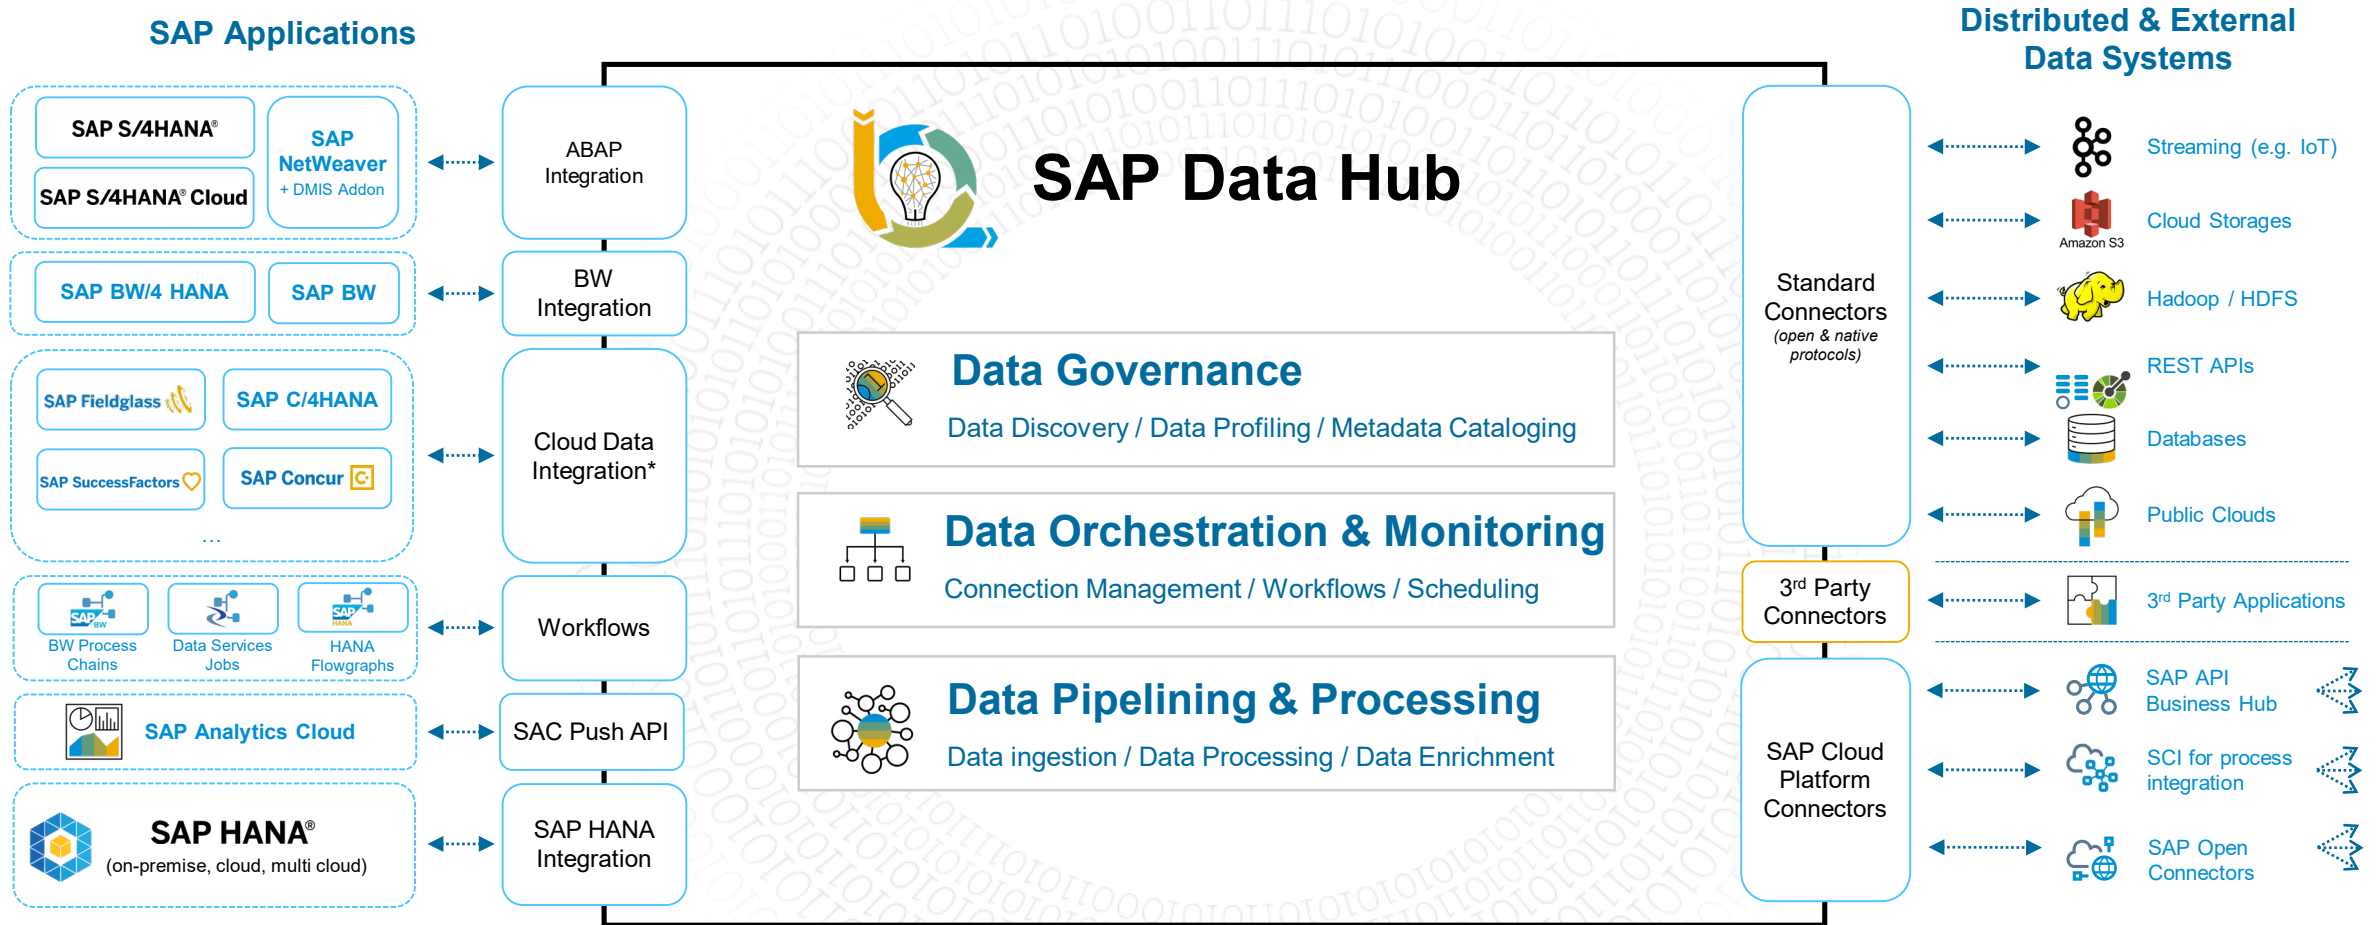 SAP Applications
SAP S/4HANA®
SAP S/4HANA® Cloud
SAP
NetWeaver
+ DMIS Addon
SAP BW/4 HANA
SAP BW
SAP Fieldglass
SAP C/4HANA
SAP SuccessFactors
SAP Concur
...
SAP BW
BW Process
Chains
Data Services
Jobs
SAP HANA
HANA
Flowgraphs
SAP Analytics Cloud
SAP HANA®
(on-premise, cloud, multi cloud)
ABAP
Integration
BW
Integration
Cloud Data
Integration*
Workflows
SAC Push API
SAP HANA
Integration
SAP Data Hub
Data Governance
Data Discovery / Data Profiling / Metadata Cataloging
Data Orchestration & Monitoring
Connection Management / Workflows / Scheduling
Data Pipelining & Processing
Data ingestion / Data Processing / Data Enrichment
Standard
Connectors
(open & native
protocols)
3rd Party
Connectors
SAP Cloud
Platform
Connectors
Distributed & External
Data Systems
Streaming (e.g. IoT)
Amazon S3
Cloud Storages
Hadoop / HDFS
REST APIs
Databases
Public Clouds
3rd Party Applications
SAP API
Business Hub
SCI for process
integration
SAP Open
Connectors